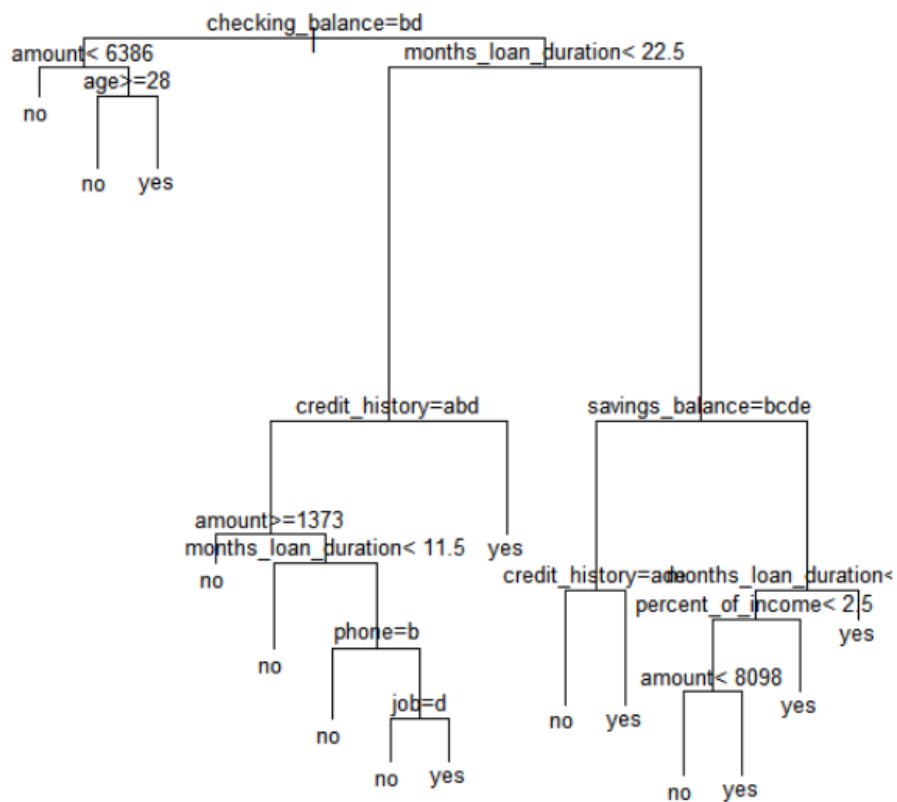 checking_balance=bd
amount< 6386
months_loan_duration< 22.5
age>=28
no
no
yes
credit_history=abd
savings_balance=bcde
amount>=1373
months_loan_duration< 11.5
yes
no
credit_history=ade
months_loan_duration<
percent_of_income< 2.5
phone=b
yes
no
amount< 8098
job=d
yes
no
no
yes
no
yes
no
yes